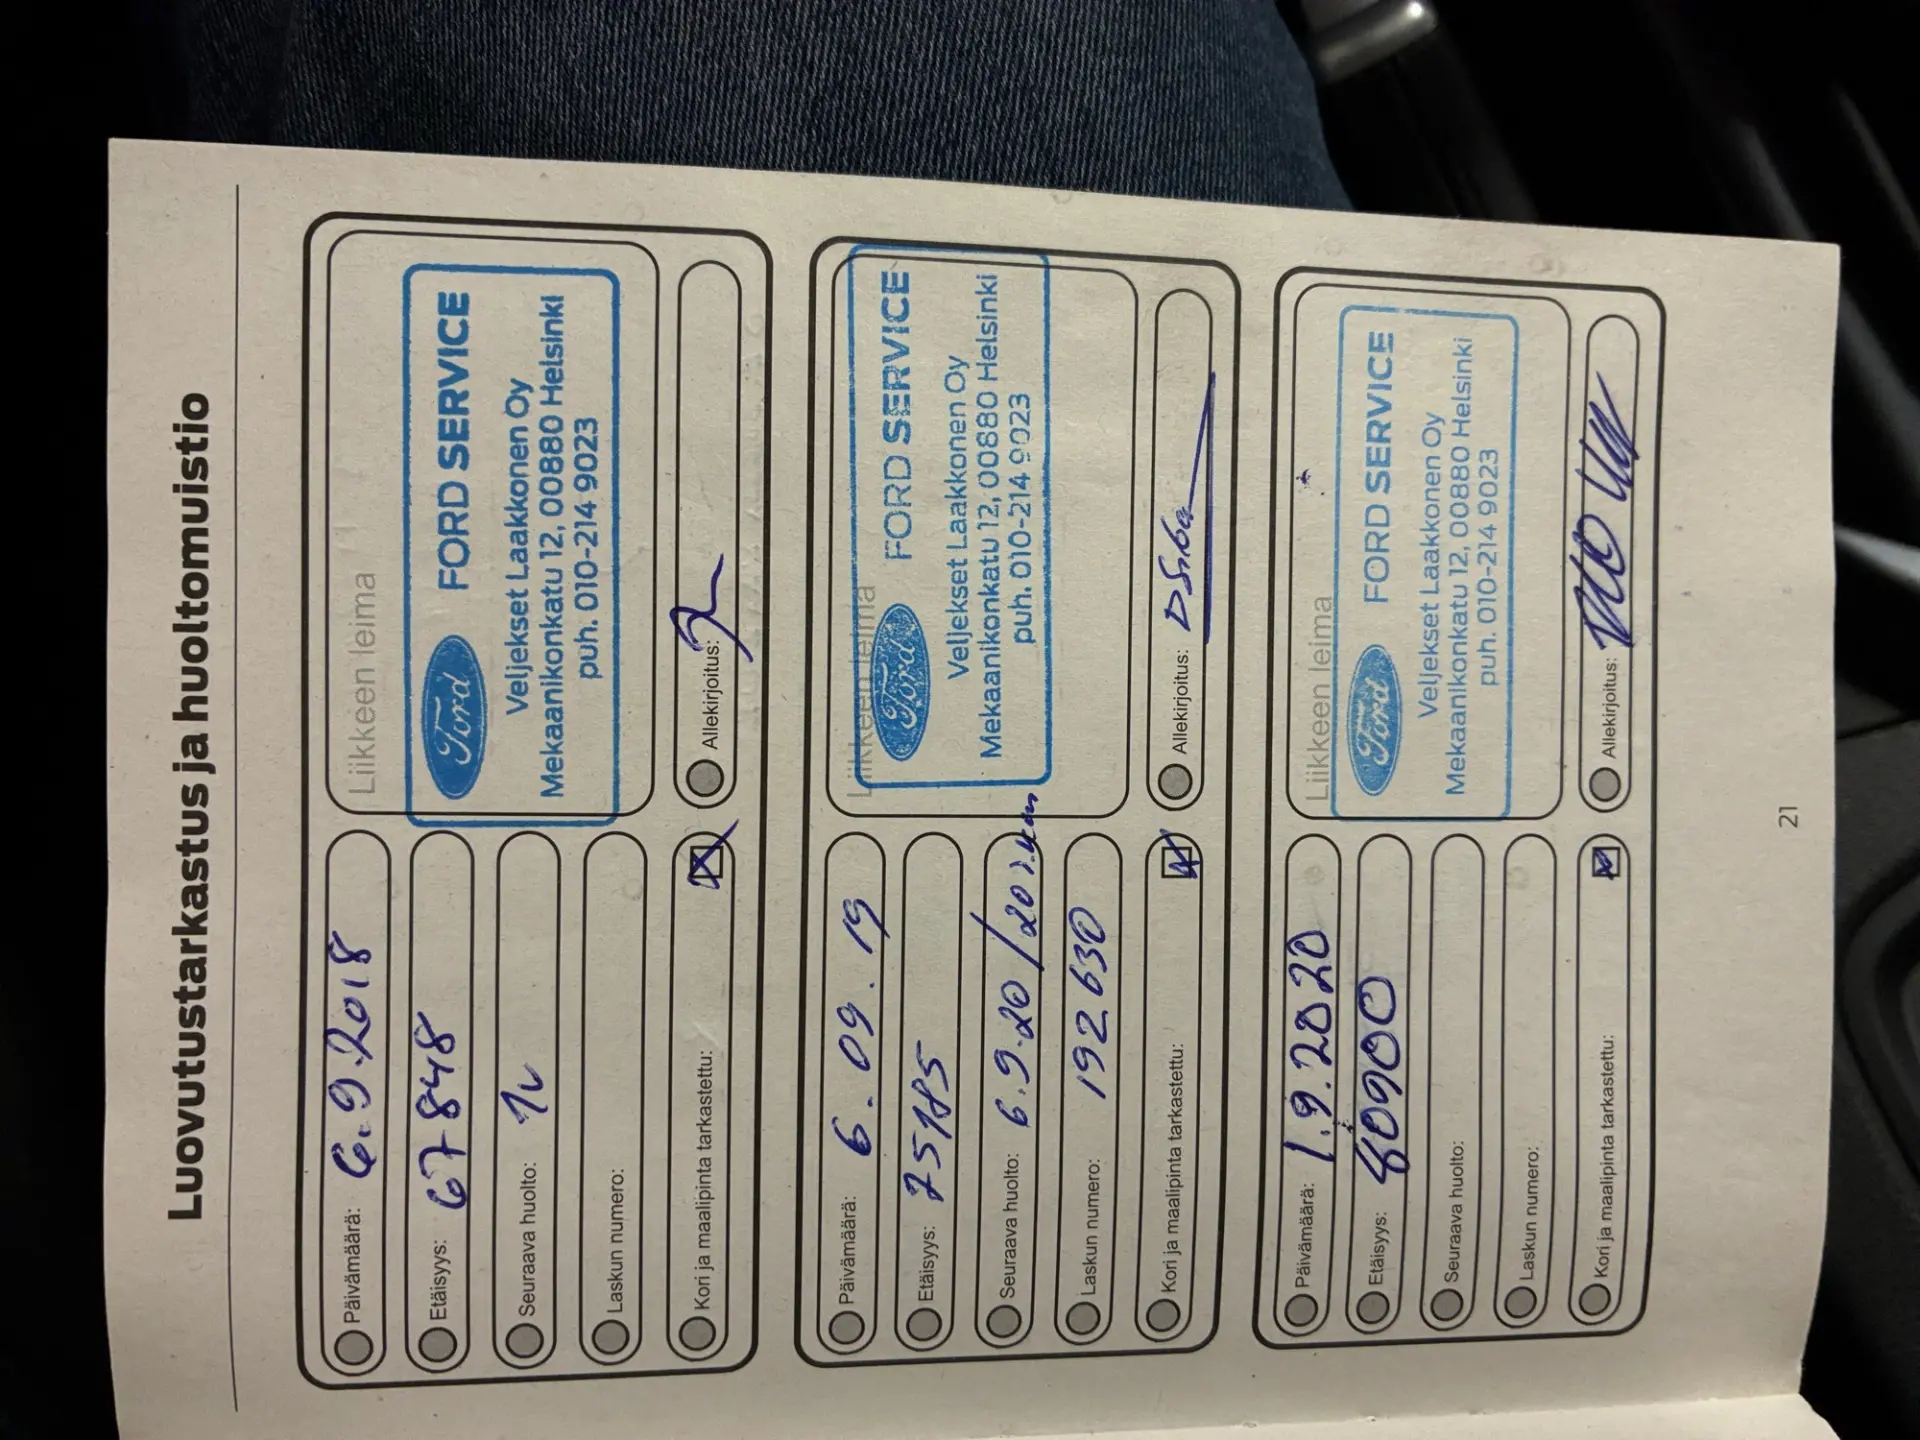 Luovutustarkastus ja huoltomuistio
Päivämäärä: 6.9.2018
Etäisyys: 67848
Seuraava huolto: 1v
Laskun numero:
Kori ja maalipinta tarkastettu:
Liikkeen leima
Ford FORD SERVICE
Veljekset Laakkonen Oy
Mekaanikonkatu 12, 00880 Helsinki
puh. 010-214 9023
Allekirjoitus:
Päivämäärä: 6.09.19
Etäisyys: 75185
Seuraava huolto: 6.9.20/20
Laskun numero: 192630
Kori ja maalipinta tarkastettu:
Liikkeen leima
Ford FORD SERVICE
Veljekset Laakkonen Oy
Mekaanikonkatu 12, 00880 Helsinki
puh. 010-214 9023
Allekirjoitus:
Päivämäärä: 1.9.2020
Etäisyys: 80900
Seuraava huolto:
Laskun numero:
Kori ja maalipinta tarkastettu:
Liikkeen leima
Ford FORD SERVICE
Veljekset Laakkonen Oy
Mekaanikonkatu 12, 00880 Helsinki
puh. 010-214 9023
Allekirjoitus:
21